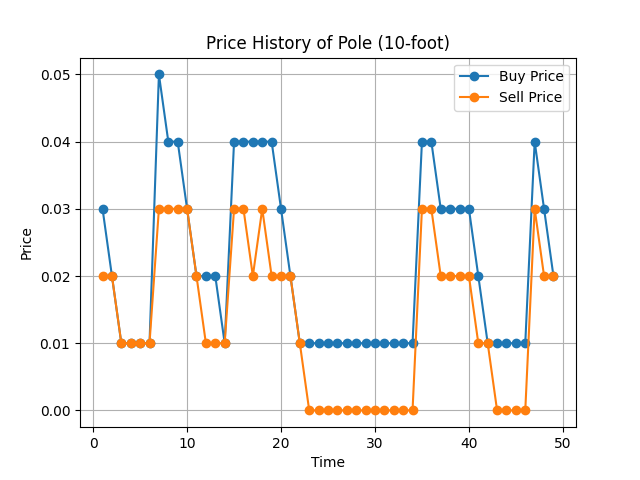 Price History of Pole (10-foot)
Buy Price
Sell Price
0.05
0.04
0.03
0.02
0.01
0.00
Price
0 10 20 30 40 50
Time